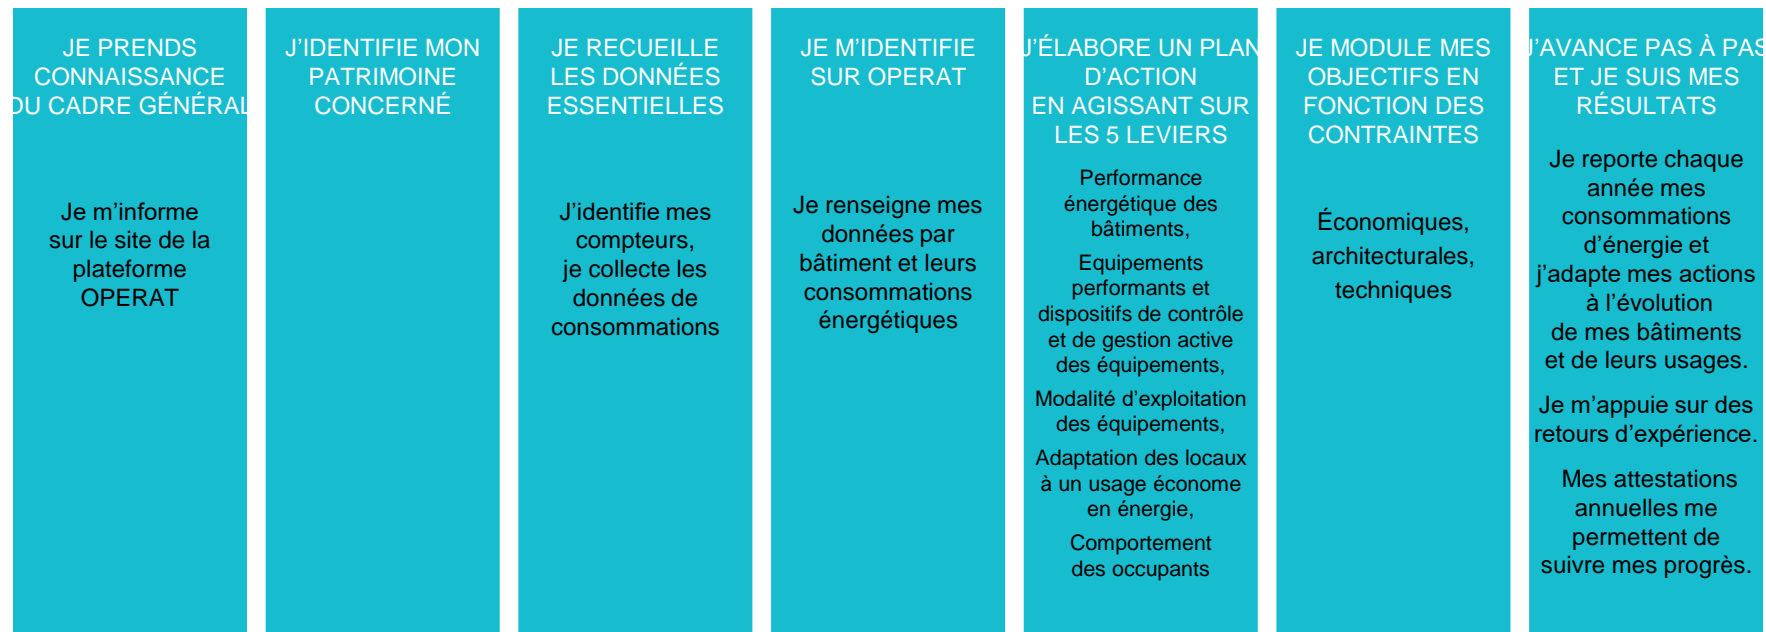 JE PRENDS
CONNAISSANCE
DU CADRE GÉNÉRAL
Je m’informe
sur le site de la
plateforme
OPERAT
J’IDENTIFIE MON
PATRIMOINE
CONCERNÉ
JE RECUEILLE
LES DONNÉES
ESSENTIELLES
J’identifie mes
compteurs,
je collecte les
données de
consommations
JE M’IDENTIFIE
SUR OPERAT
Je renseigne mes
données par
bâtiment et leurs
consommations
énergétiques
J’ÉLABORE UN PLAN
D’ACTION
EN AGISSANT SUR
LES 5 LEVIERS
Performance
énergétique des
bâtiments,
Equipements
performants et
dispositifs de contrôle
et de gestion active
des équipements,
Modalité d’exploitation
des équipements,
Adaptation des locaux
à un usage économe
en énergie,
Comportement
des occupants
JE MODULE MES
OBJECTIFS EN
FONCTION DES
CONTRAINTES
Économiques,
architecturales,
techniques
J’AVANCE PAS À PAS
ET JE SUIS MES
RÉSULTATS
Je reporte chaque
année mes
consommations
d’énergie et
j’adapte mes actions
à l’évolution
de mes bâtiments
et de leurs usages.
Je m’appuie sur des
retours d’expérience.
Mes attestations
annuelles me
permettent de
suivre mes progrès.